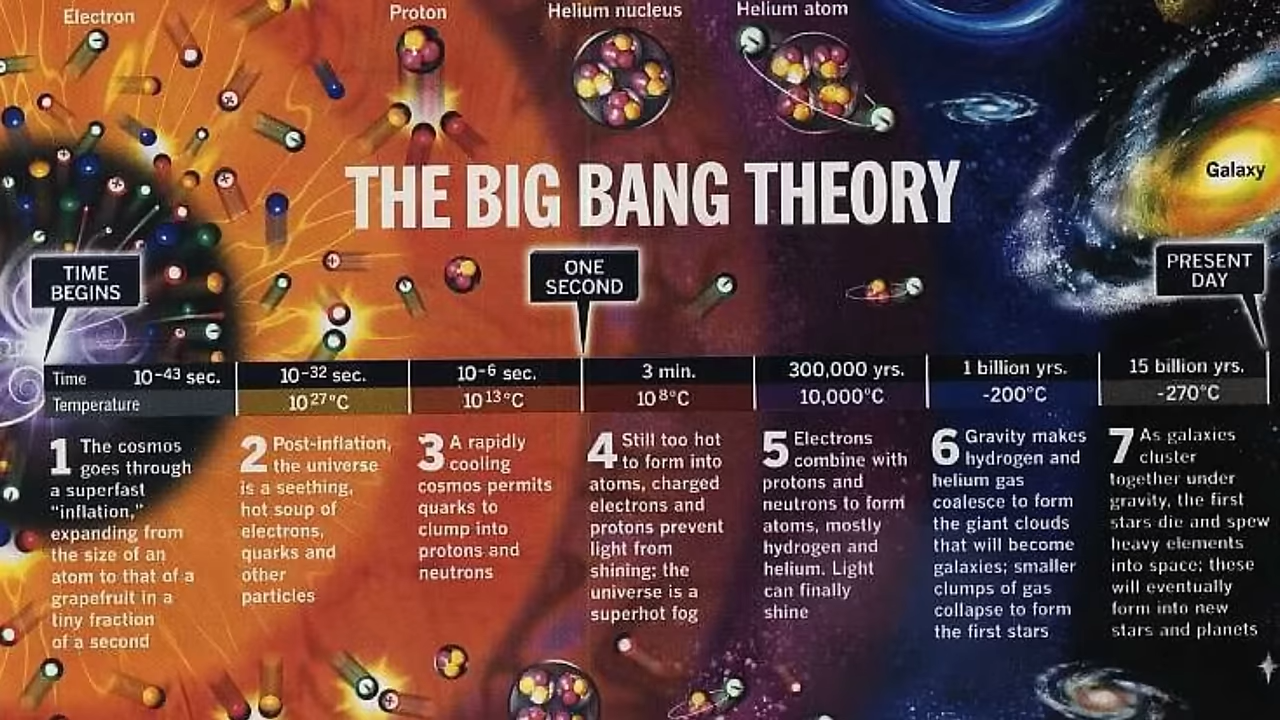 Electron
Proton
Helium nucleus
Helium atom
THE BIG BANG THEORY
Galaxy
TIME
BEGINS
ONE
SECOND
PRESENT
DAY
Time 10-43 sec. 10-32 sec. 10-6 sec. 3 min. 300,000 yrs. 1 billion yrs. 15 billion yrs.
Temperature 10 27°C 10 13°C 10 8°C 10,000°C -200°C -270°C
1 The cosmos
goes through
a superfast
“inflation,”
expanding from
the size of an
atom to that of a
grapefruit in a
tiny fraction
of a second
2 Post-inflation,
the universe
is a seething,
hot soup of
electrons,
quarks and
other
particles
3 A rapidly
cooling
cosmos permits
quarks to
clump into
protons and
neutrons
4 Still too hot
to form into
atoms, charged
electrons and
protons prevent
light from
shining; the
universe is a
superhot fog
5 Electrons
combine with
protons and
neutrons to form
atoms, mostly
hydrogen and
helium. Light
can finally
shine
6 Gravity makes
hydrogen and
helium gas
coalesce to form
the giant clouds
that will become
galaxies; smaller
clumps of gas
collapse to form
the first stars
7 As galaxies
cluster
together under
gravity, the first
stars die and spew
heavy elements
into space; these
will eventually
form into new
stars and planets